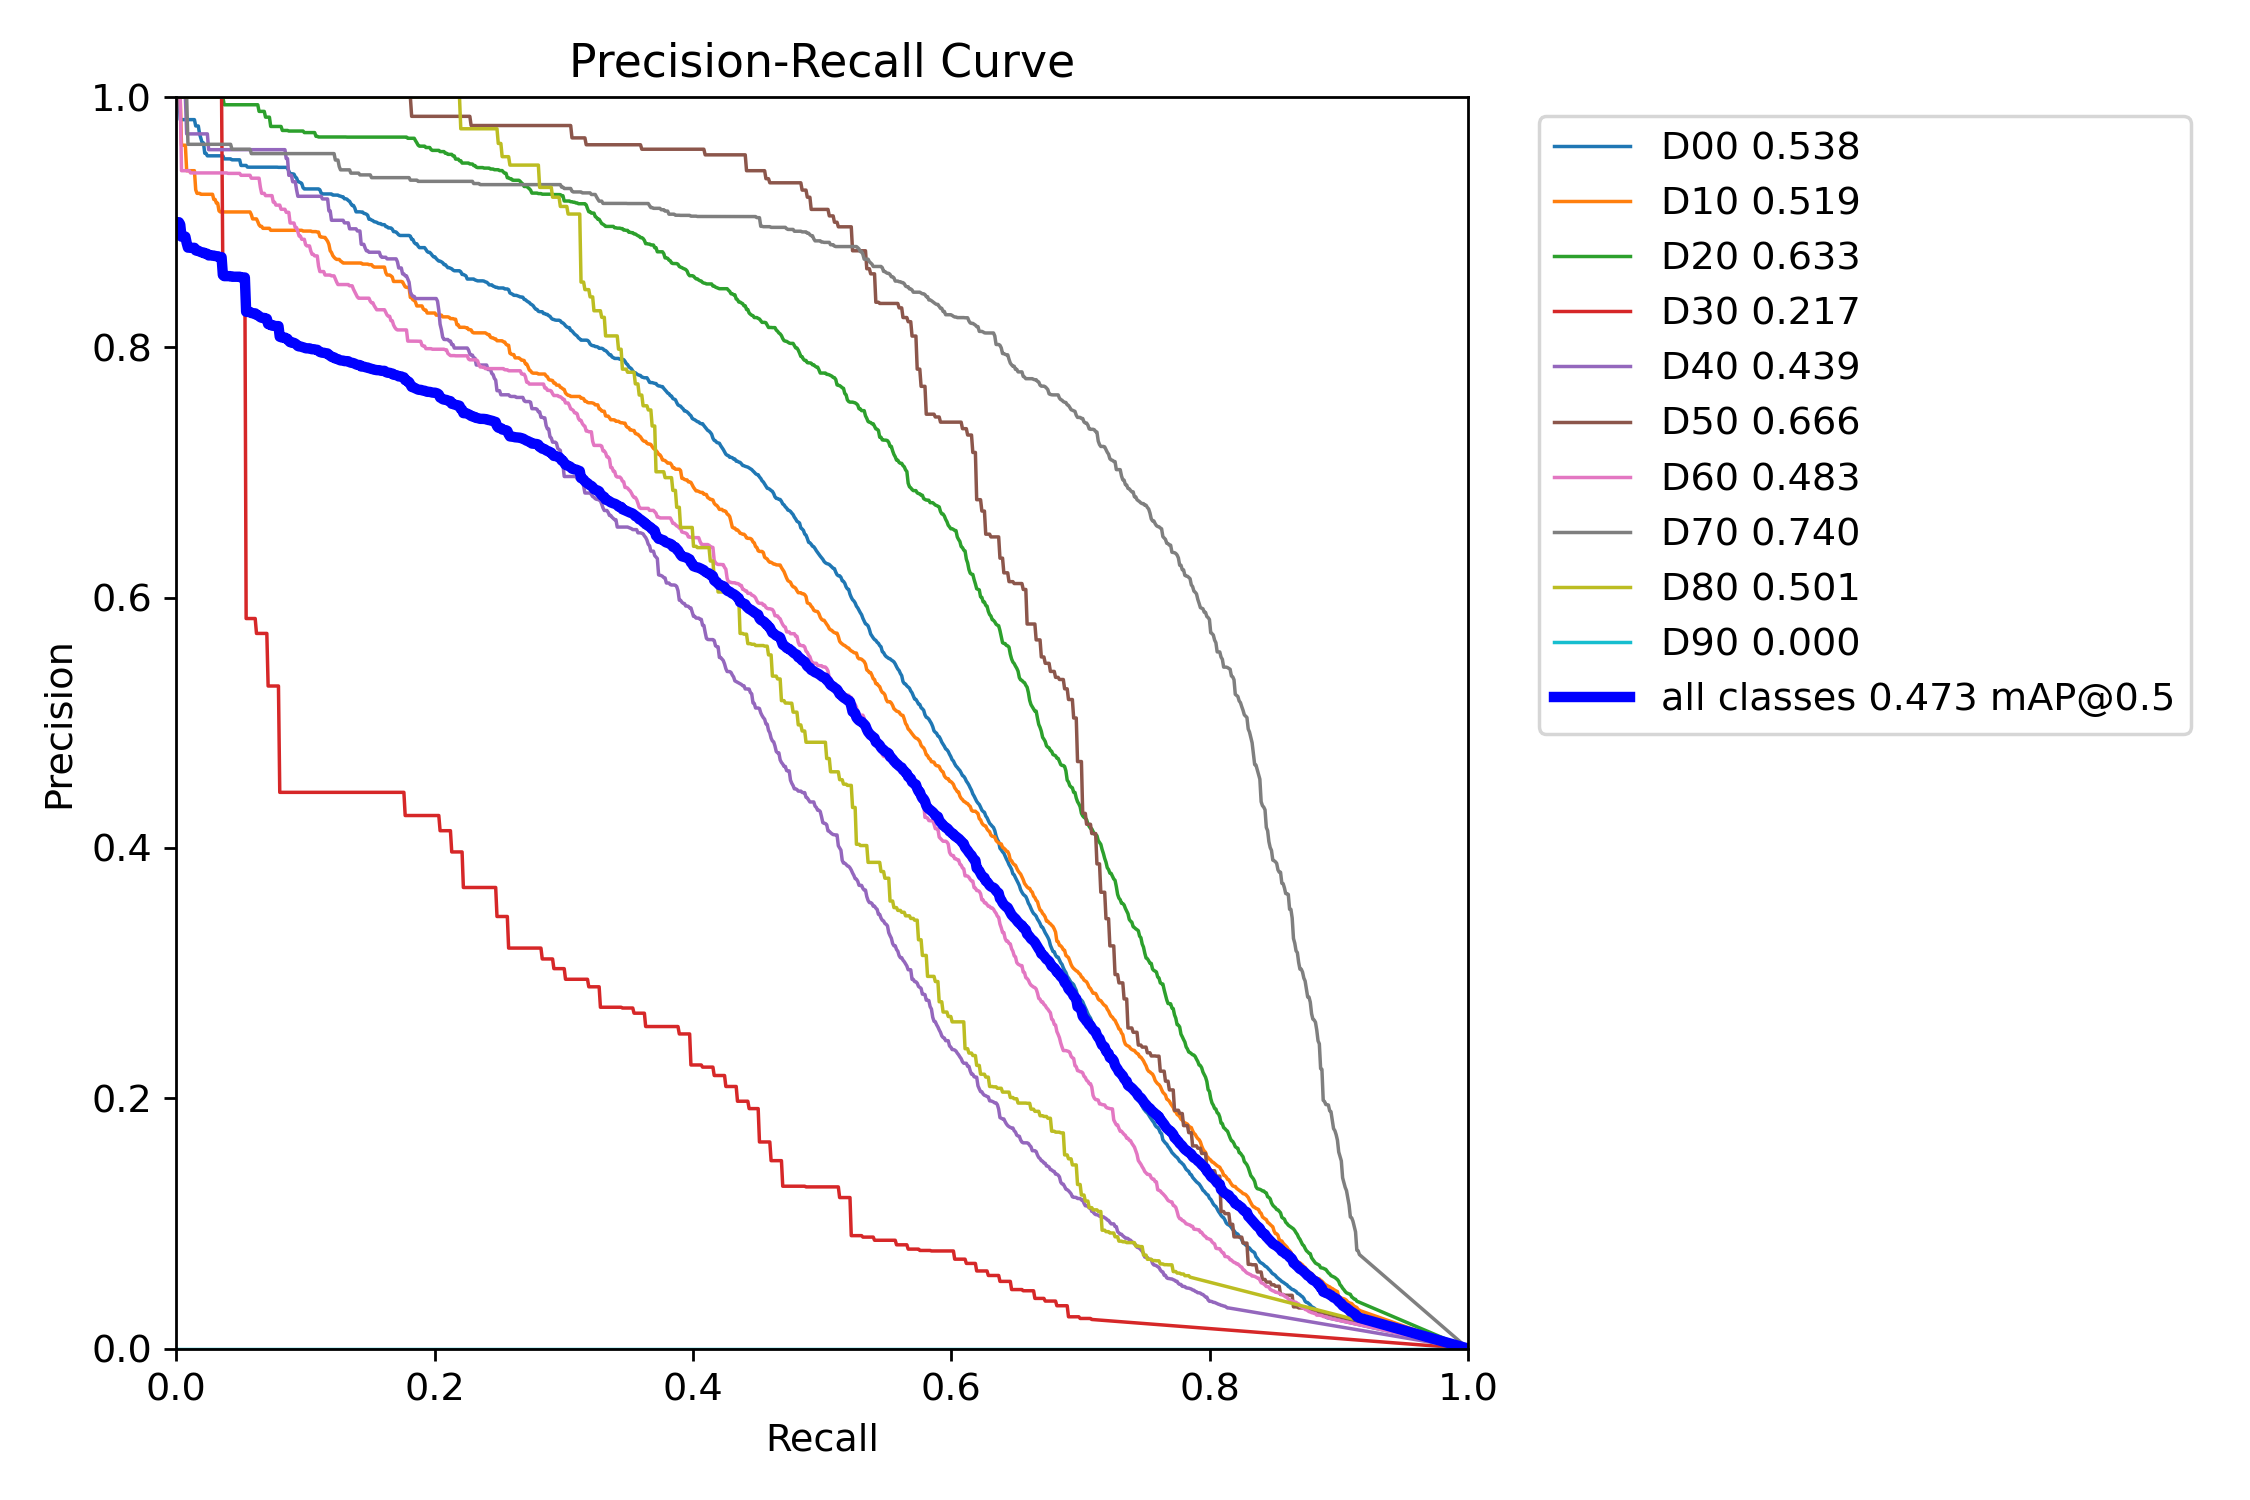 Precision-Recall Curve
1.0
0.8
0.6
0.4
0.2
0.0
Precision
0.0 0.2 0.4 0.6 0.8 1.0
Recall
D00 0.538
D10 0.519
D20 0.633
D30 0.217
D40 0.439
D50 0.666
D60 0.483
D70 0.740
D80 0.501
D90 0.000
all classes 0.473 mAP@0.5